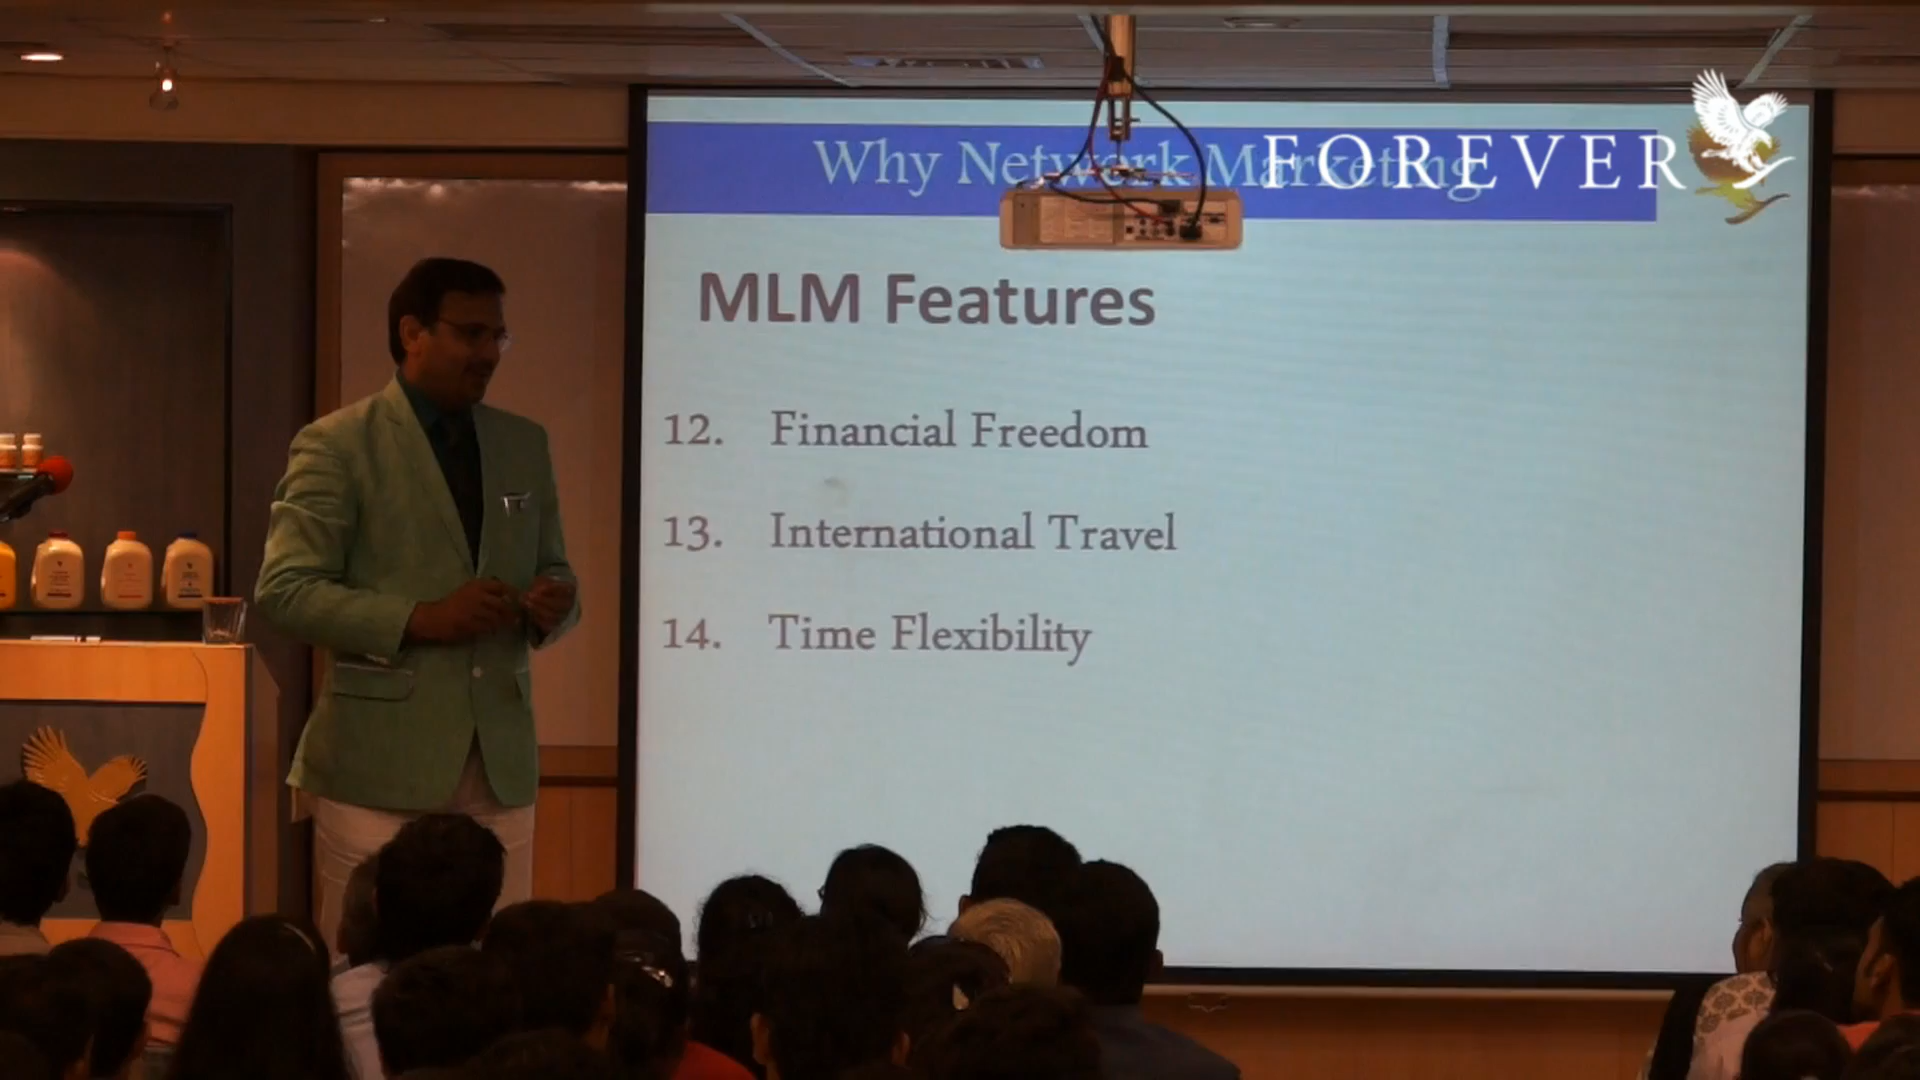 Why Network Marketing
FOREVER
MLM Features
12. Financial Freedom
13. International Travel
14. Time Flexibility